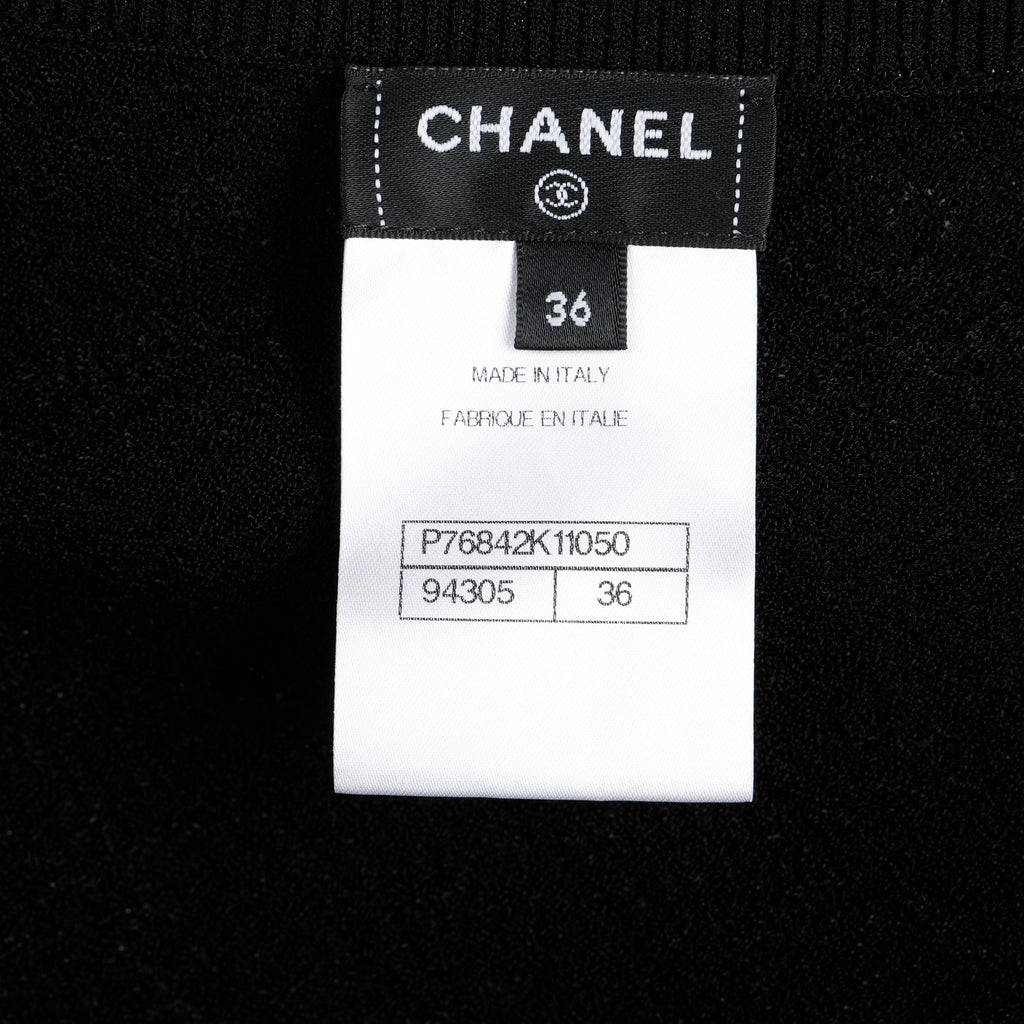 CHANEL
36
MADE IN ITALY
FABRIQUE EN ITALIE
P76842K11050
94305 36